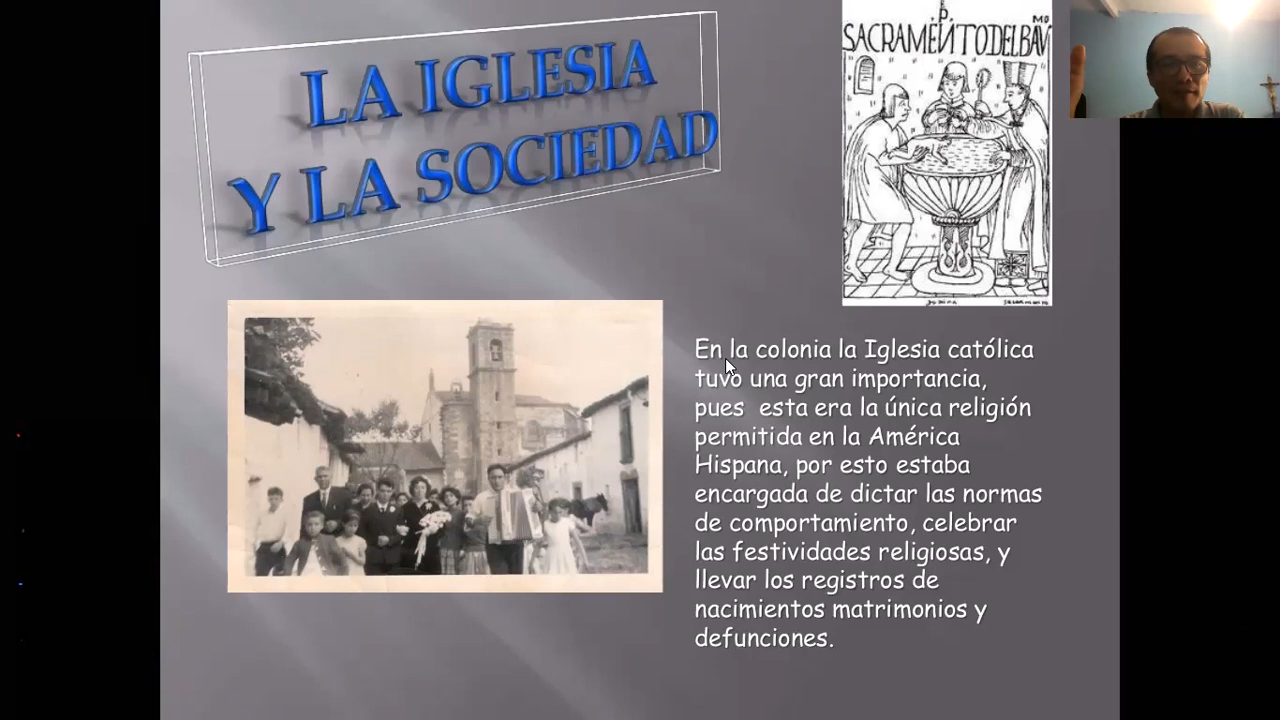 LA IGLESIA
Y LA SOCIEDAD
P.
MO
SACRAMENTO DEL BAV
En la colonia la Iglesia católica
tuvo una gran importancia,
pues  esta era la única religión
permitida en la América
Hispana, por esto estaba
encargada de dictar las normas
de comportamiento, celebrar
las festividades religiosas, y
llevar los registros de
nacimientos matrimonios y
defunciones.